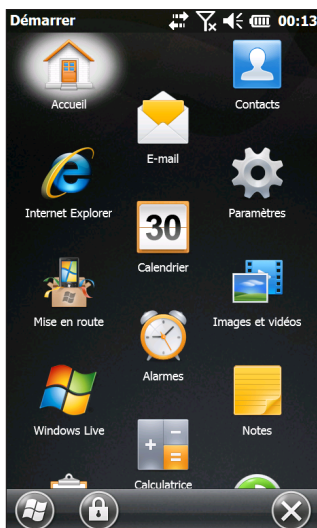 Démarrer 00:13
Accueil
Contacts
E-mail
Internet Explorer
Paramètres
30
Calendrier
Mise en route
Images et vidéos
Alarmes
Windows Live
Notes
Calculatrice